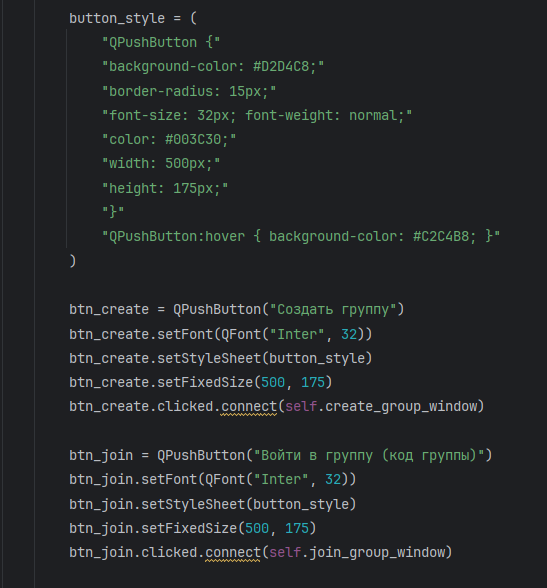 button_style = (
"QPushButton {"
"background-color: #D2D4C8;"
"border-radius: 15px;"
"font-size: 32px; font-weight: normal;"
"color: #003C30;"
"width: 500px;"
"height: 175px;"
"}"
"QPushButton:hover { background-color: #C2C4B8; }"
)
btn_create = QPushButton("Создать группу")
btn_create.setFont(QFont("Inter", 32))
btn_create.setStyleSheet(button_style)
btn_create.setFixedSize(500, 175)
btn_create.clicked.connect(self.create_group_window)
btn_join = QPushButton("Войти в группу (код группы)")
btn_join.setFont(QFont("Inter", 32))
btn_join.setStyleSheet(button_style)
btn_join.setFixedSize(500, 175)
btn_join.clicked.connect(self.join_group_window)